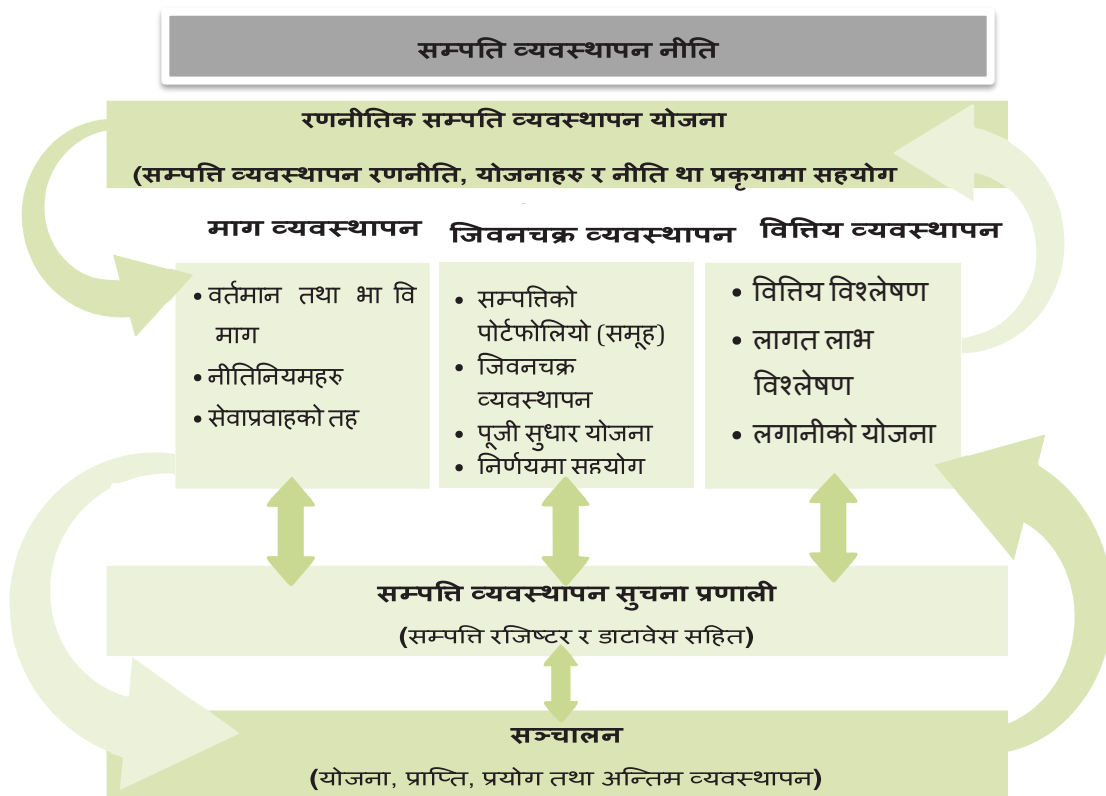 सम्पति व्यवस्थापन नीति
रणनीतिक सम्पति व्यवस्थापन योजना
(सम्पत्ति व्यवस्थापन रणनीति, योजनाहरु र नीति था प्रकृयामा सहयोग
माग व्यवस्थापन
• वर्तमान तथा भा वि
माग
• नीतिनियमहरु
• सेवाप्रवाहको तह
जिवनचक्र व्यवस्थापन
• सम्पत्तिको
पोर्टफोलियो (समूह)
• जिवनचक्र
व्यवस्थापन
• पूजी सुधार योजना
• निर्णयमा सहयोग
वित्तिय व्यवस्थापन
• वित्तिय विश्लेषण
• लागत लाभ
विश्लेषण
• लगानीको योजना
सम्पत्ति व्यवस्थापन सुचना प्रणाली
(सम्पत्ति रजिष्टर र डाटावेस सहित)
सञ्चालन
(योजना, प्राप्ति, प्रयोग तथा अन्तिम व्यवस्थापन)